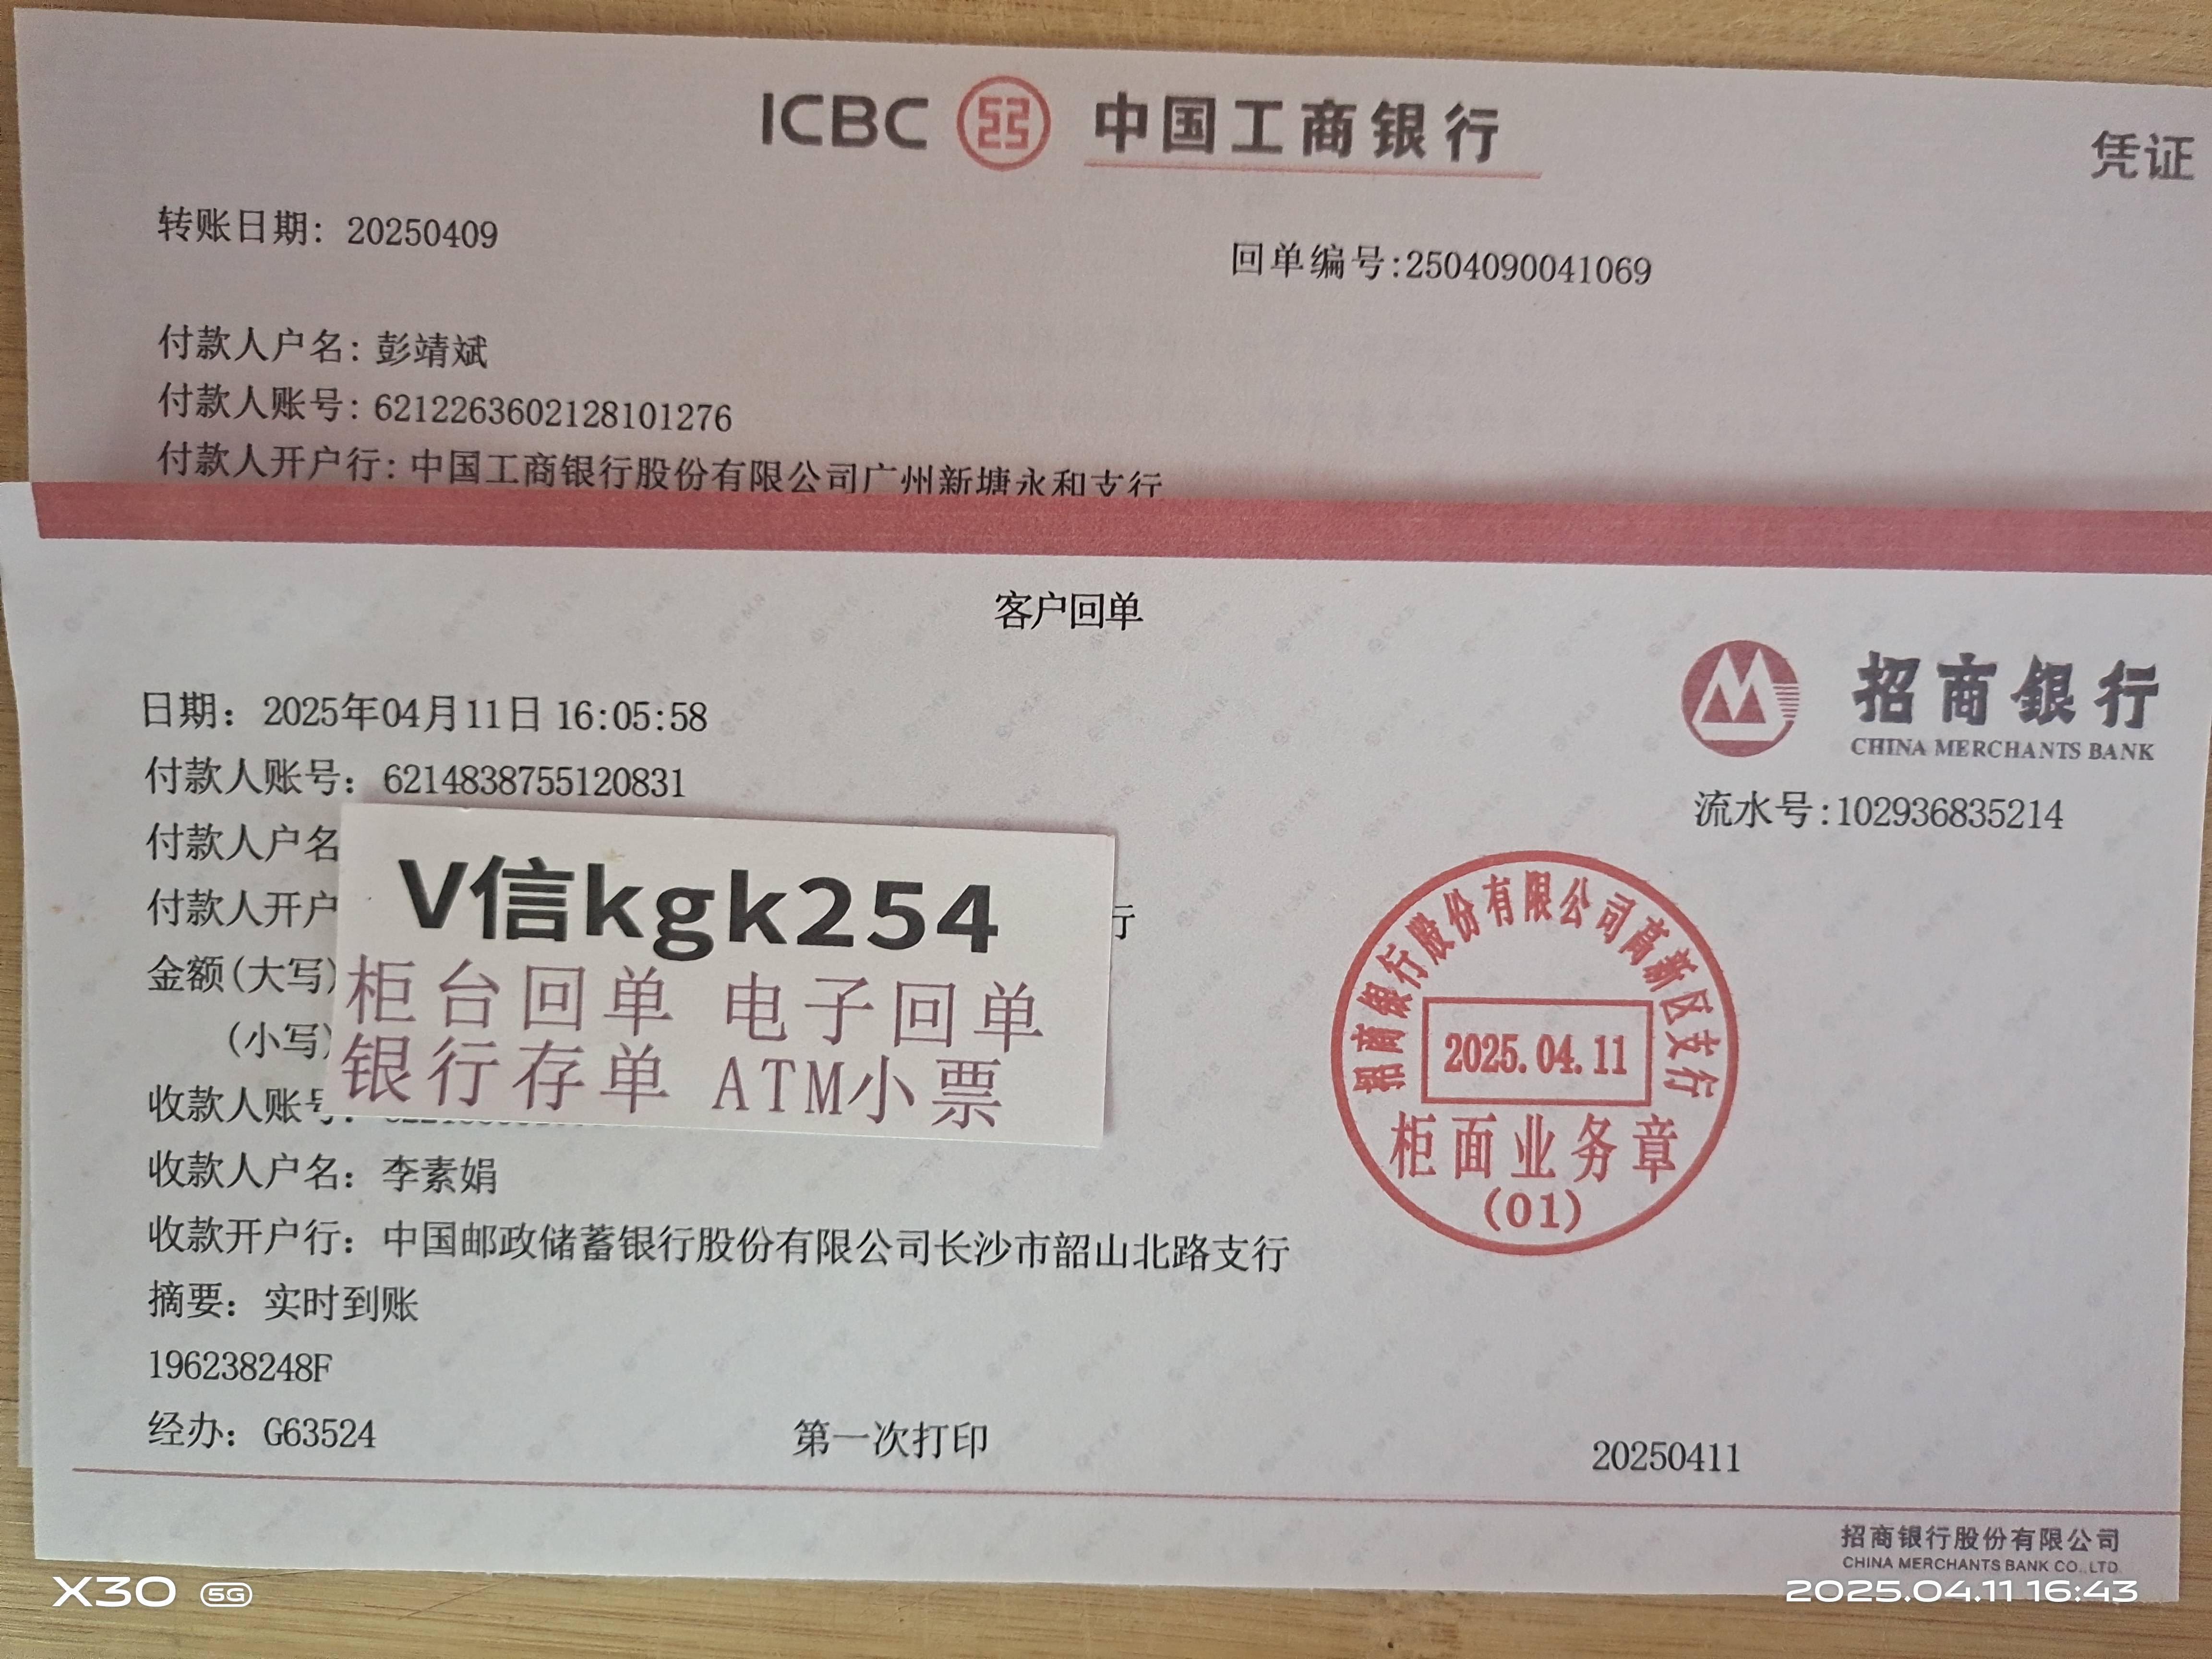 ICBC 中国工商银行
凭证
转账日期: 20250409
回单编号:2504090041069
付款人户名: 彭靖斌
付款人账号: 6212263602128101276
付款人开户行: 中国工商银行股份有限公司广州新塘永和支行
客户回单
招商銀行
CHINA MERCHANTS BANK
日期: 2025年04月11日 16:05:58
付款人账号: 6214838755120831
流水号:102936835214
付款人户名
付款人开户
行
金额(大写)
(小写)
V信kgk254
柜台回单 电子回单
银行存单 ATM小票
招商银行股份有限公司高新区支行
2025.04.11
柜面业务章
(01)
收款人账号:
收款人户名: 李素娟
收款开户行: 中国邮政储蓄银行股份有限公司长沙市韶山北路支行
摘要: 实时到账
196238248F
经办: G63524
第一次打印
20250411
招商银行股份有限公司
CHINA MERCHANTS BANK CO.,LTD.
X30 5G
2025.04.11 16:43